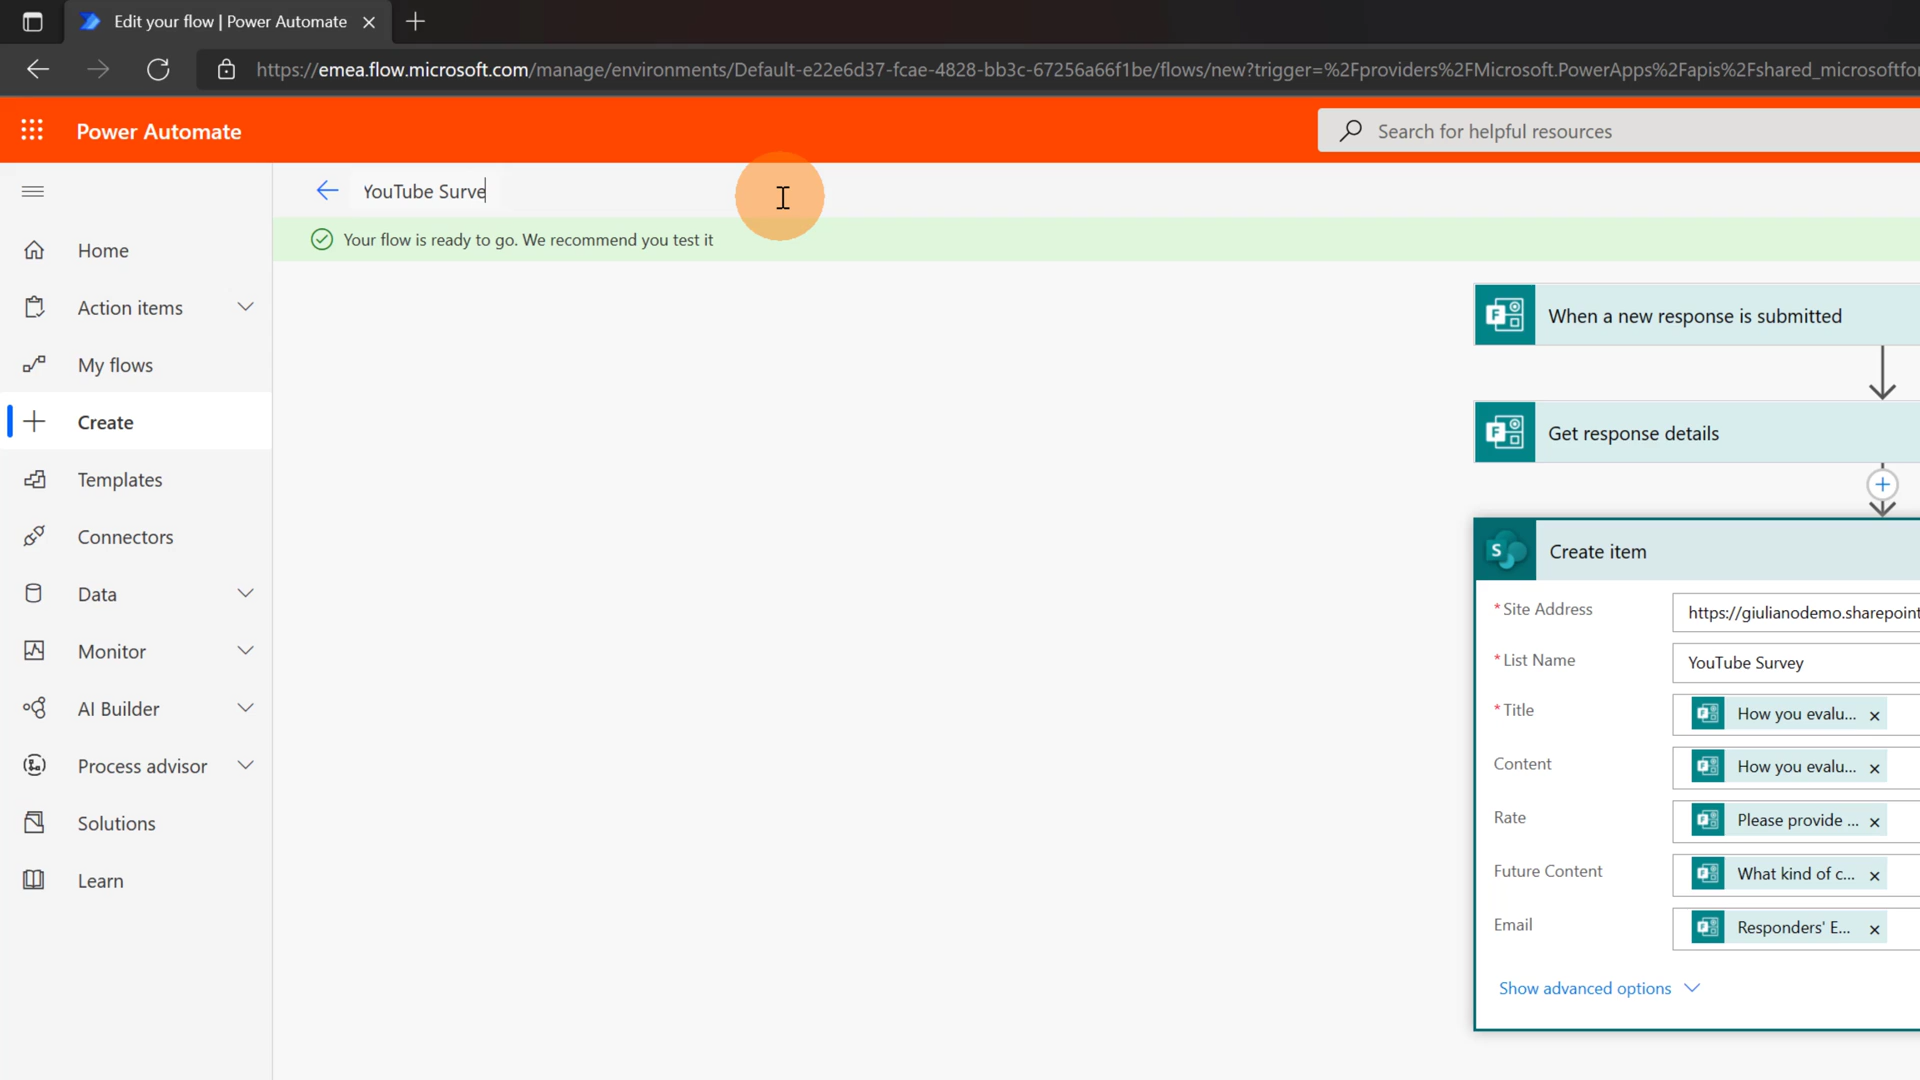 Edit your flow | Power Automate
https://emea.flow.microsoft.com/manage/environments/Default-e22e6d37-fcae-4828-bb3c-67256a66f1be/flows/new?trigger=%2Fproviders%2FMicrosoft.PowerApps%2Fapis%2Fshared_microsoftfor
Power Automate
Search for helpful resources
YouTube Surve
Your flow is ready to go. We recommend you test it
Home
Action items
My flows
Create
Templates
Connectors
Data
Monitor
AI Builder
Process advisor
Solutions
Learn
When a new response is submitted
Get response details
S Create item
* Site Address https://giulianodemo.sharepoint
* List Name YouTube Survey
* Title How you evalu...
Content How you evalu...
Rate Please provide ...
Future Content What kind of c...
Email Responders' E...
Show advanced options